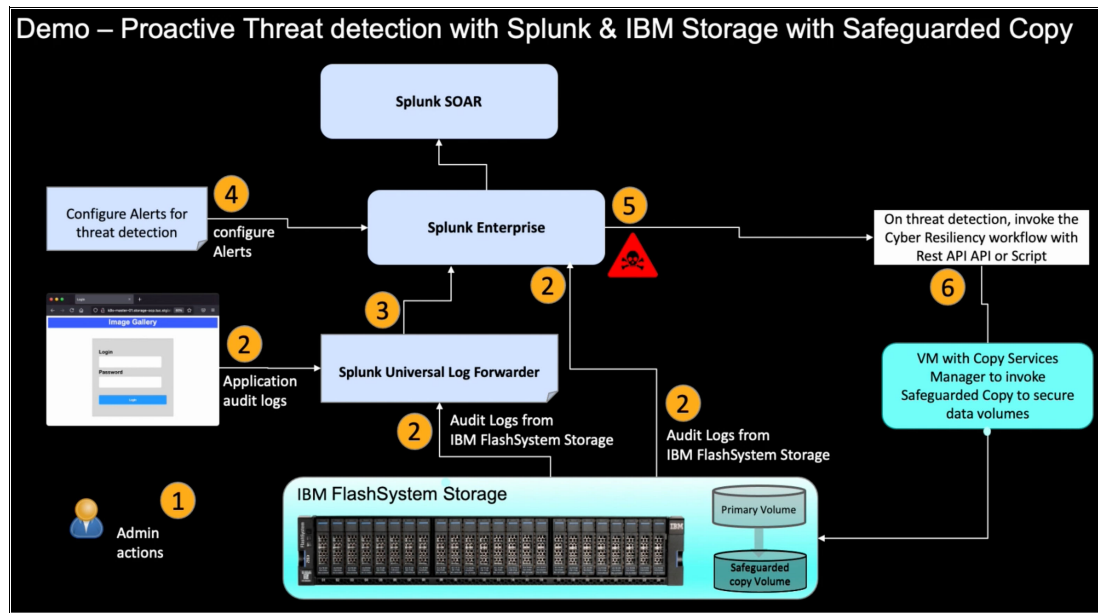 Demo – Proactive Threat detection with Splunk & IBM Storage with Safeguarded Copy
Splunk SOAR
4
Configure Alerts for
threat detection
configure
Alerts
Splunk Enterprise
5
2
On threat detection, invoke the
Cyber Resiliency workflow with
Rest API API or Script
6
Image Gallery
Login
Password
Login
2
Application
audit logs
3
Splunk Universal Log Forwarder
2
Audit Logs from
IBM FlashSystem Storage
2
Audit Logs from
IBM FlashSystem Storage
VM with Copy Services
Manager to invoke
Safeguarded Copy to secure
data volumes
1
Admin
actions
IBM FlashSystem Storage
IBM
Primary Volume
Safeguarded
copy Volume